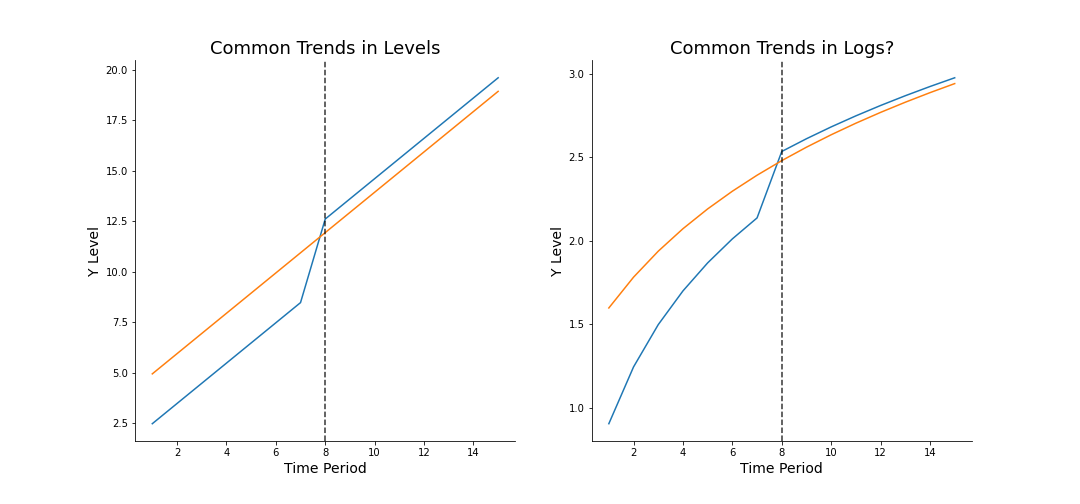 Common Trends in Levels
Y Level
20.0
17.5
15.0
12.5
10.0
7.5
5.0
2.5
2 4 6 8 10 12 14
Time Period
Common Trends in Logs?
Y Level
3.0
2.5
2.0
1.5
1.0
2 4 6 8 10 12 14
Time Period